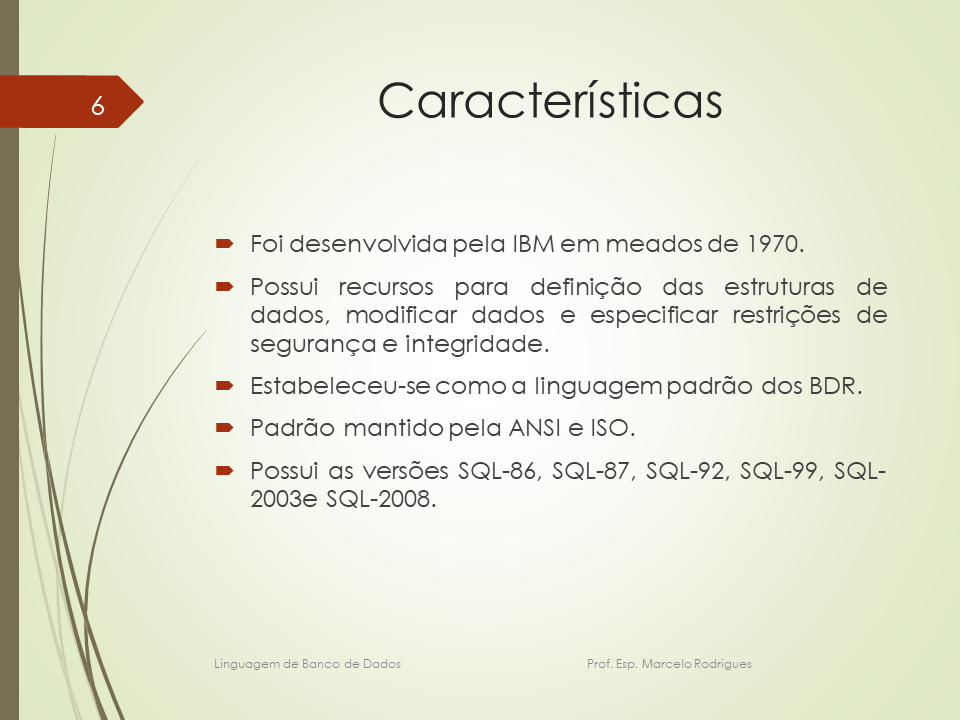 6
Características
Foi desenvolvida pela IBM em meados de 1970.
Possui recursos para definição das estruturas de
dados, modificar dados e especificar restrições de
segurança e integridade.
Estabeleceu-se como a linguagem padrão dos BDR.
Padrão mantido pela ANSI e ISO.
Possui as versões SQL-86, SQL-87, SQL-92, SQL-99, SQL-
2003e SQL-2008.
Linguagem de Banco de Dados Prof. Esp. Marcelo Rodrigues